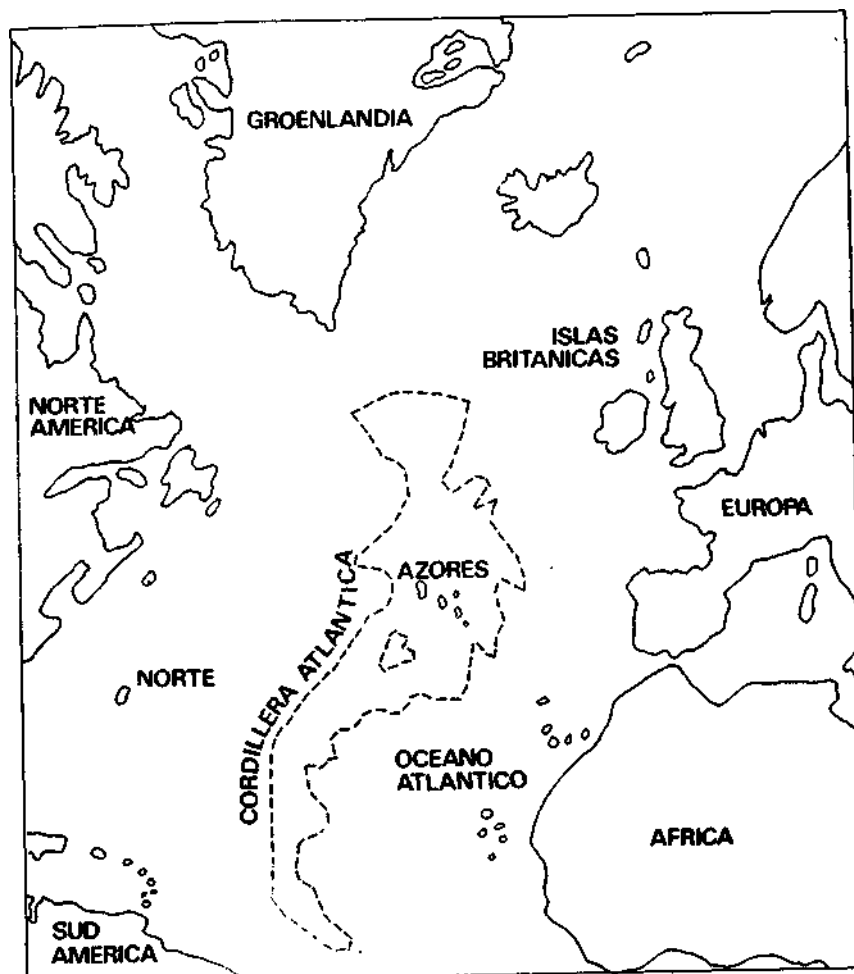 GROENLANDIA
ISLAS
BRITANICAS
NORTE
AMERICA
EUROPA
AZORES
CORDILLERA ATLANTICA
NORTE
OCEANO
ATLANTICO
AFRICA
SUD
AMERICA